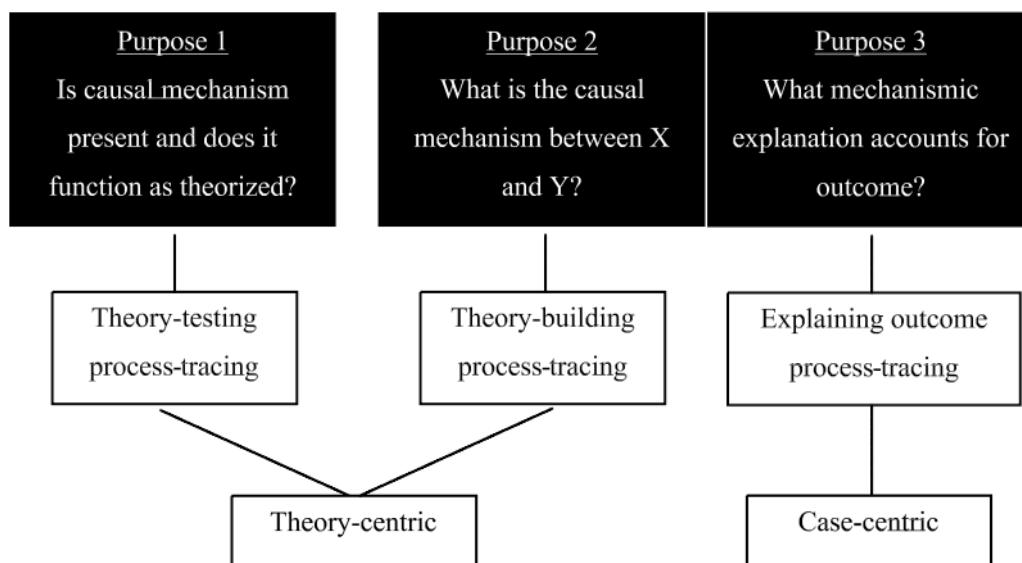 Purpose 1
Is causal mechanism
present and does it
function as theorized?
Purpose 2
What is the causal
mechanism between X
and Y?
Purpose 3
What mechanismic
explanation accounts for
outcome?
Theory-testing
process-tracing
Theory-building
process-tracing
Explaining outcome
process-tracing
Theory-centric
Case-centric